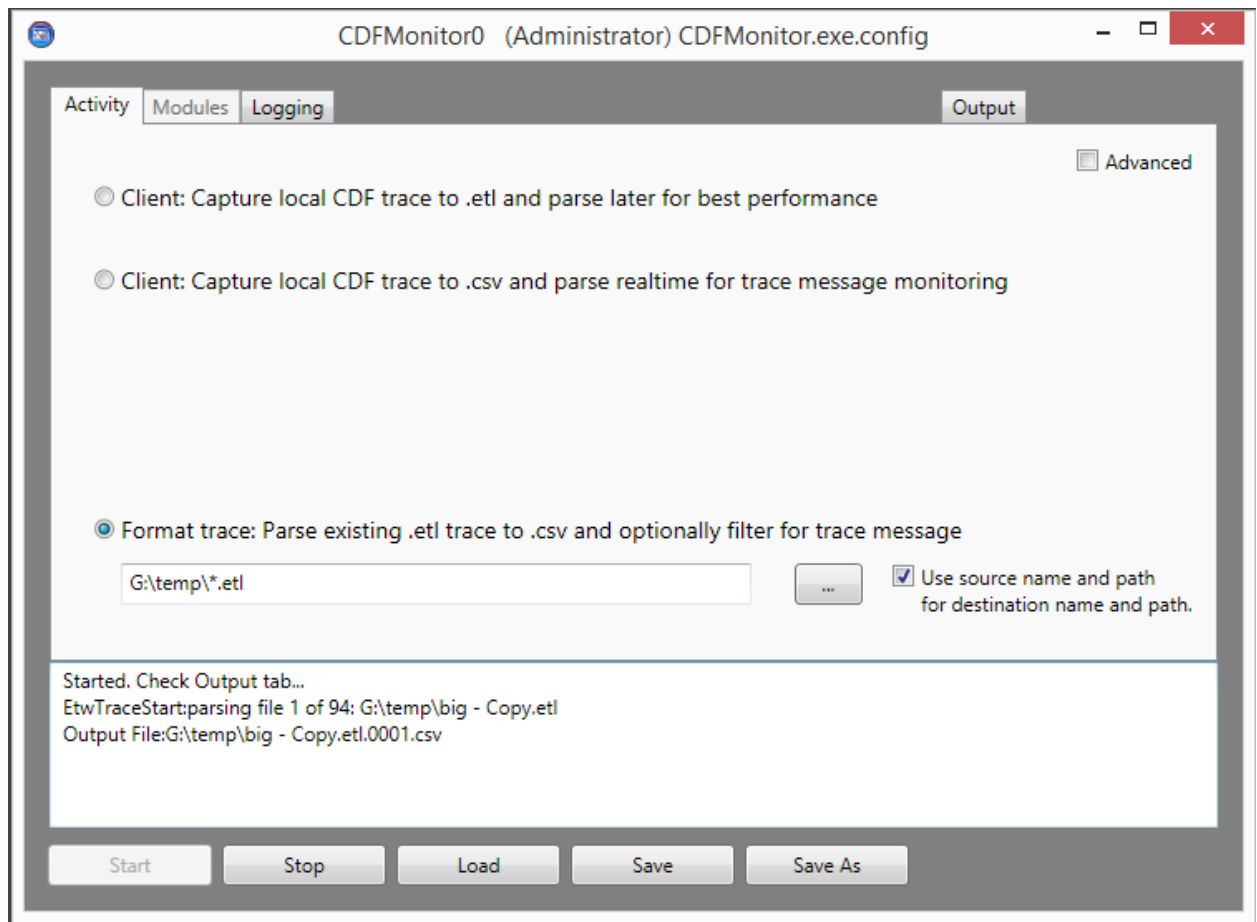 CDFMonitor0 (Administrator) CDFMonitor.exe.config
Activity Modules Logging Output
Advanced
Client: Capture local CDF trace to .etl and parse later for best performance
Client: Capture local CDF trace to .csv and parse realtime for trace message monitoring
Format trace: Parse existing .etl trace to .csv and optionally filter for trace message
G:\temp\*.etl ... Use source name and path
for destination name and path.
Started. Check Output tab...
EtwTraceStart:parsing file 1 of 94: G:\temp\big - Copy.etl
Output File:G:\temp\big - Copy.etl.0001.csv
Start Stop Load Save Save As